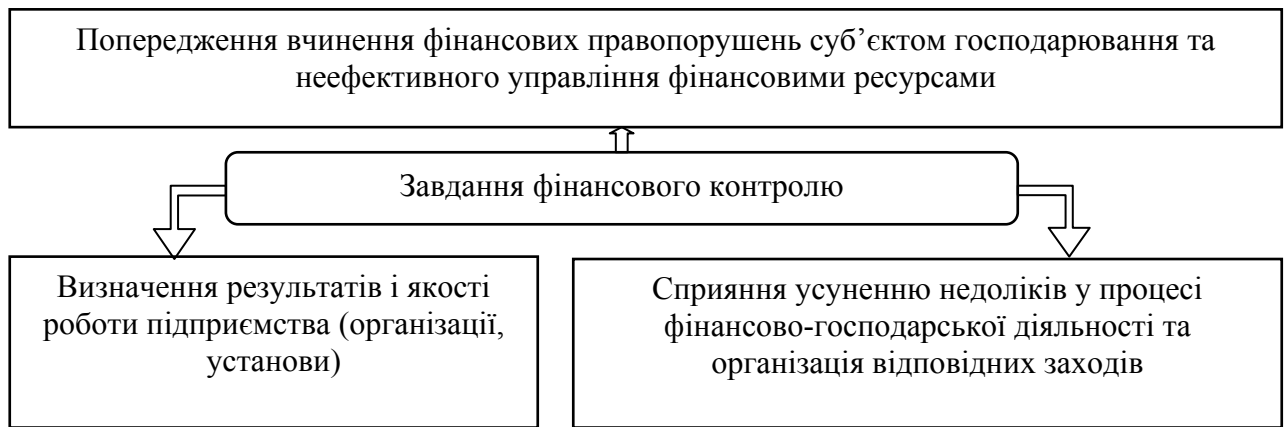 Попередження вчинення фінансових правопорушень суб’єктом господарювання та
неефективного управління фінансовими ресурсами
Завдання фінансового контролю
Визначення результатів і якості
роботи підприємства (організації,
установи)
Сприяння усуненню недоліків у процесі
фінансово-господарської діяльності та
організація відповідних заходів